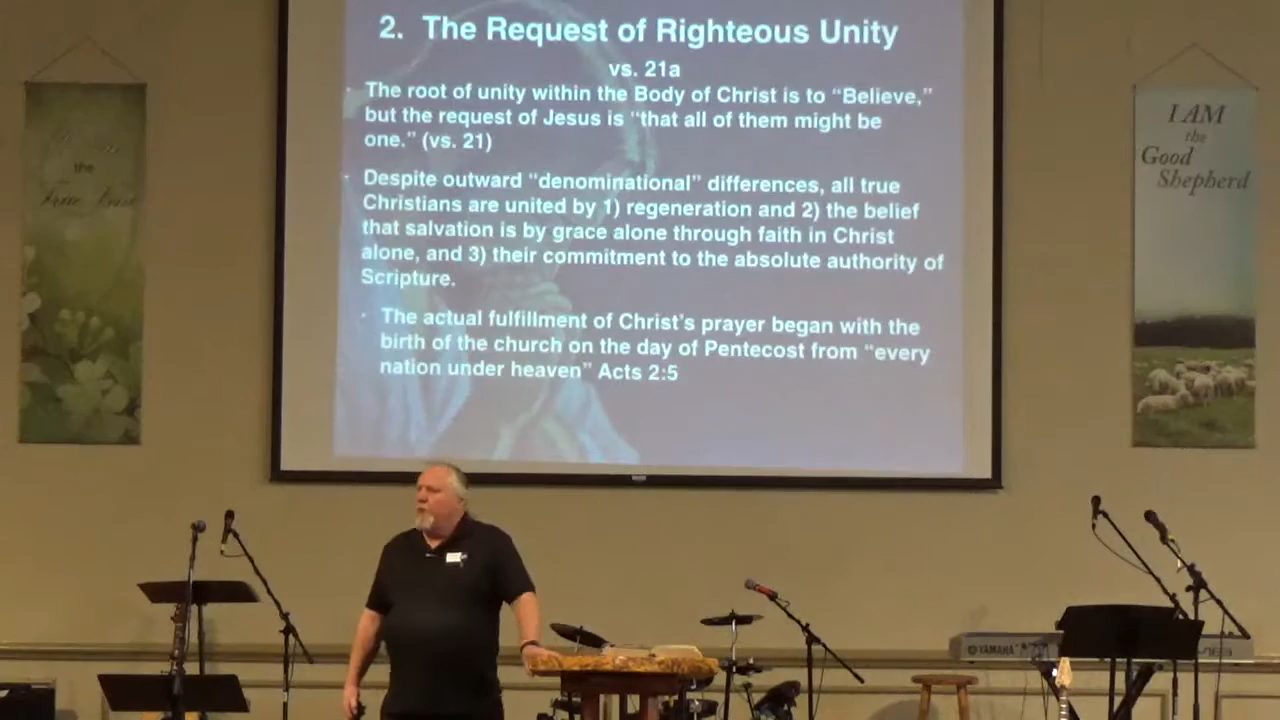 2. The Request of Righteous Unity
vs. 21a
The root of unity within the Body of Christ is to “Believe,”
but the request of Jesus is “that all of them might be
one.” (vs. 21)
Despite outward “denominational” differences, all true
Christians are united by 1) regeneration and 2) the belief
that salvation is by grace alone through faith in Christ
alone, and 3) their commitment to the absolute authority of
Scripture.
The actual fulfillment of Christ's prayer began with the
birth of the church on the day of Pentecost from “every
nation under heaven” Acts 2:5
the
True Vine
I AM
the
Good
Shepherd
YAMAHA